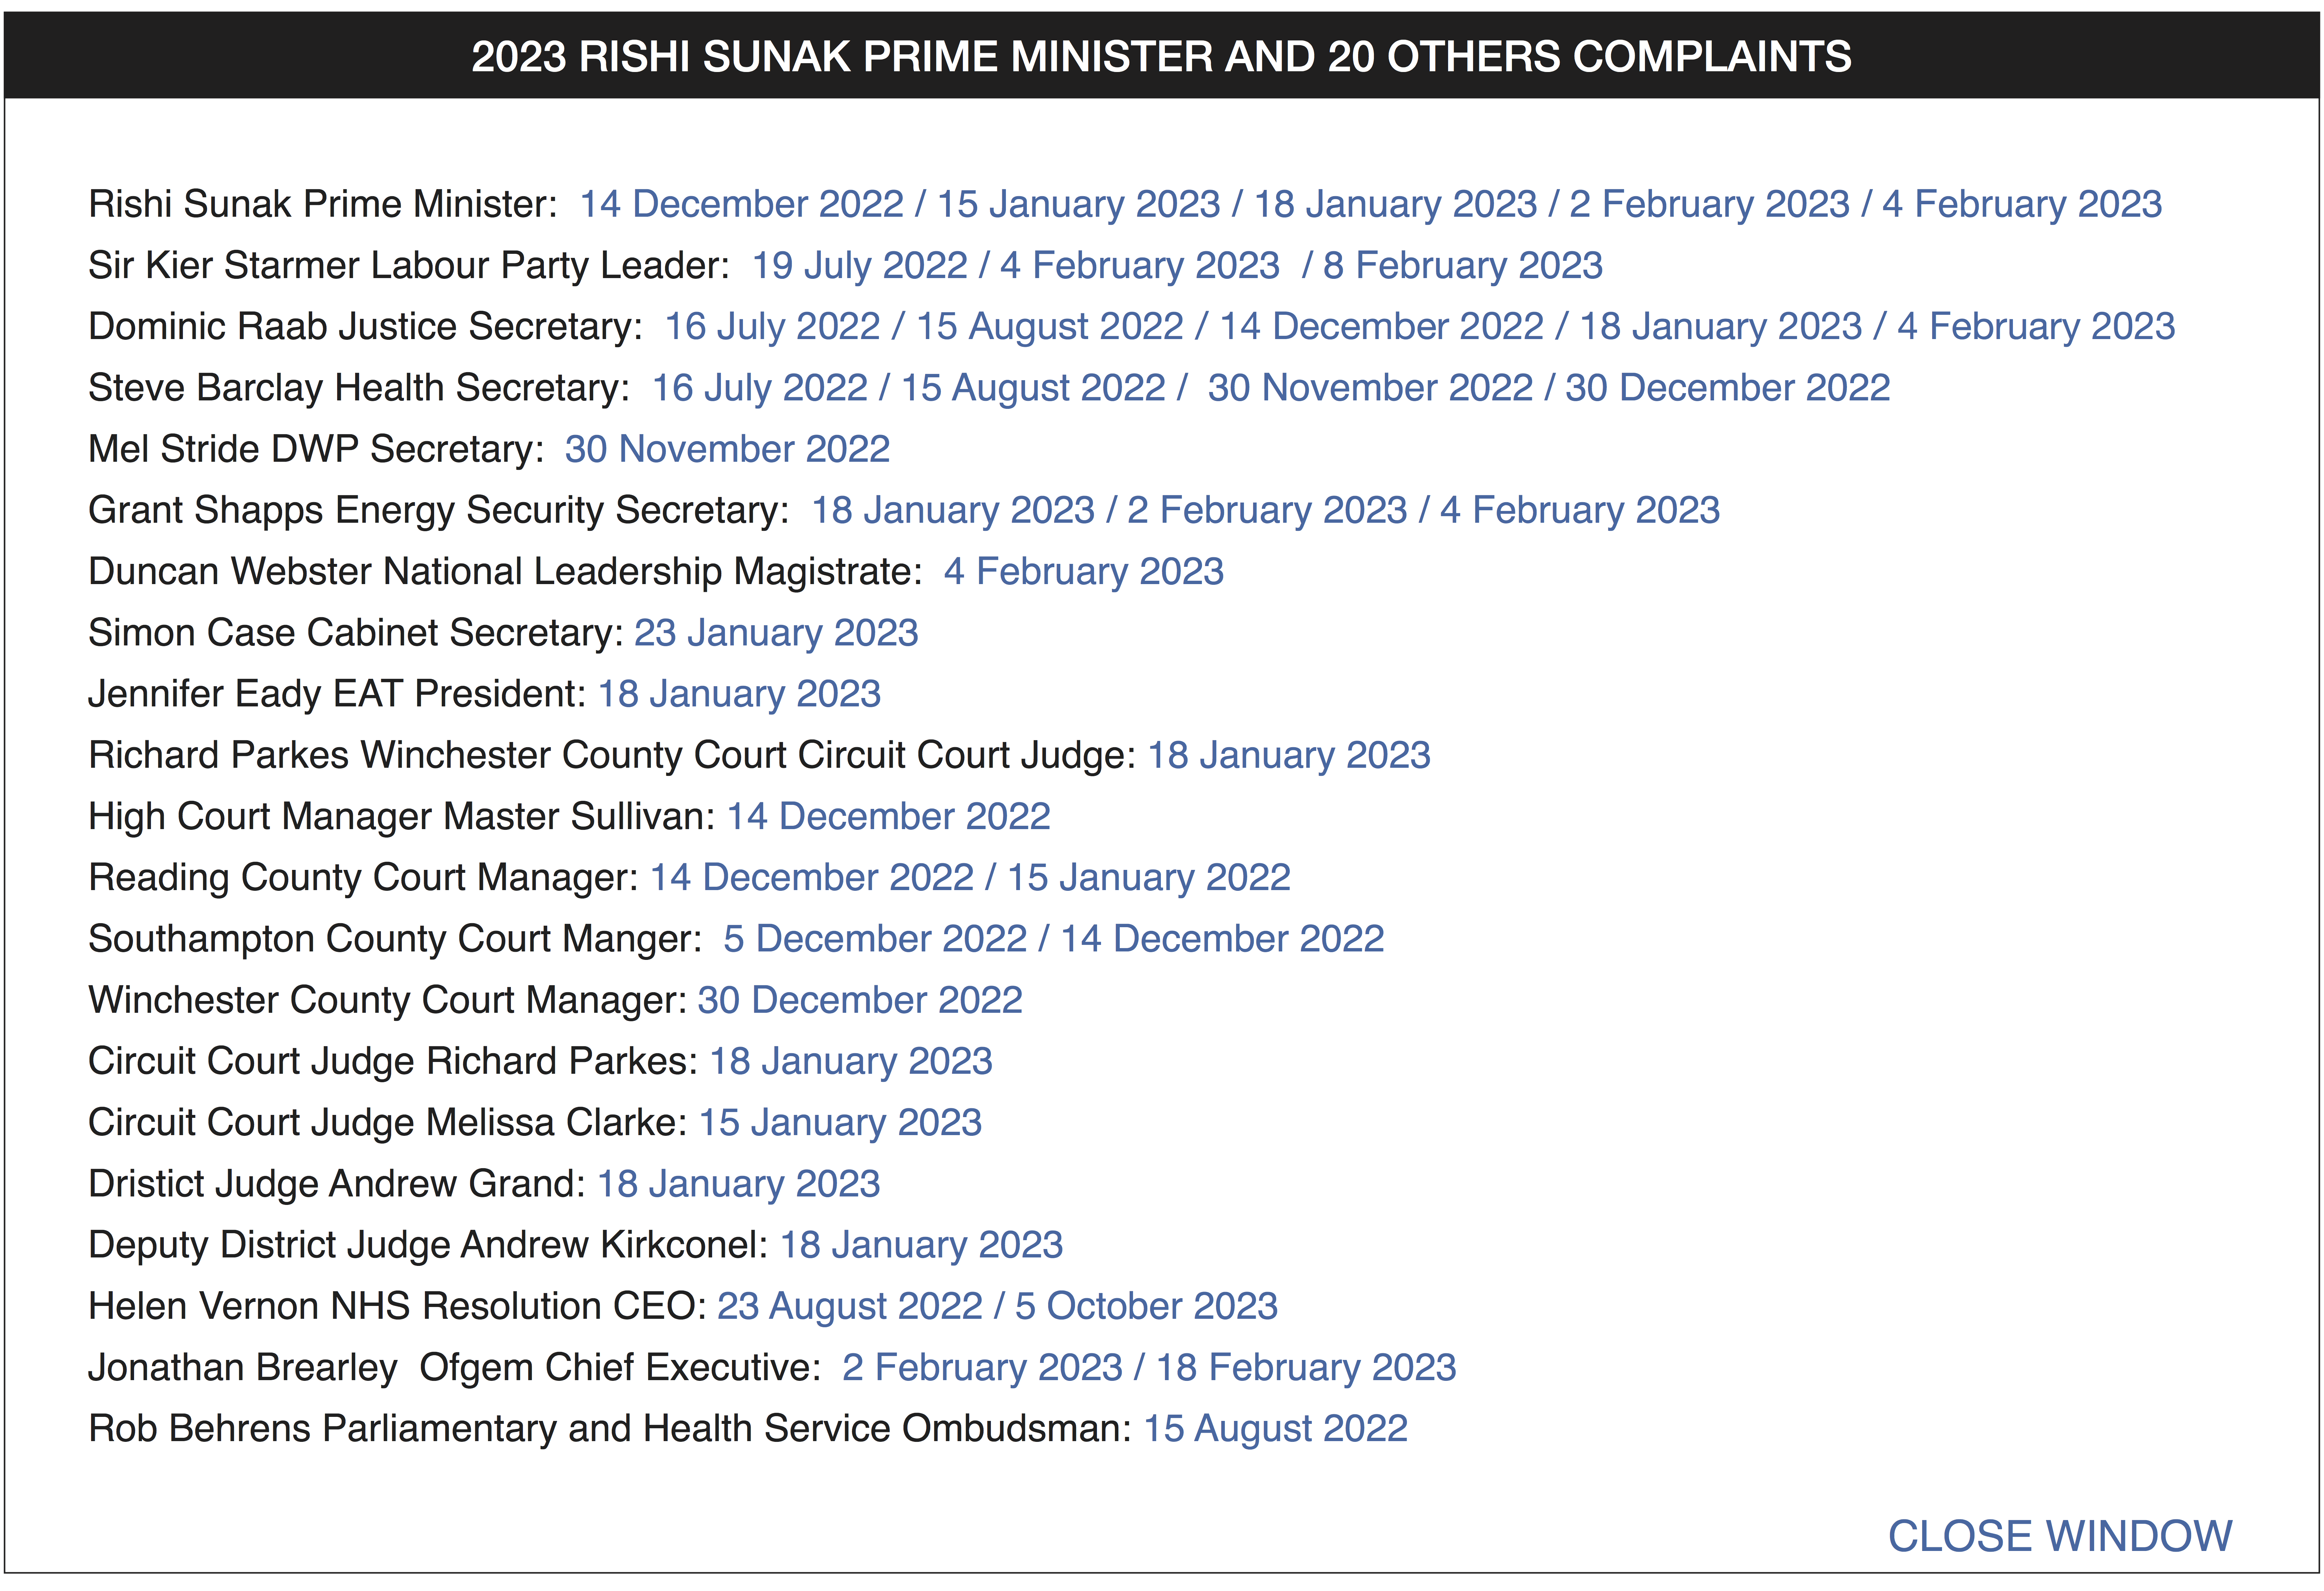 2023 RISHI SUNAK PRIME MINISTER AND 20 OTHERS COMPLAINTS
Rishi Sunak Prime Minister: 14 December 2022 / 15 January 2023 / 18 January 2023 / 2 February 2023 / 4 February 2023
Sir Kier Starmer Labour Party Leader: 19 July 2022 / 4 February 2023 / 8 February 2023
Dominic Raab Justice Secretary: 16 July 2022 / 15 August 2022 / 14 December 2022 / 18 January 2023 / 4 February 2023
Steve Barclay Health Secretary: 16 July 2022 / 15 August 2022 / 30 November 2022 / 30 December 2022
Mel Stride DWP Secretary: 30 November 2022
Grant Shapps Energy Security Secretary: 18 January 2023 / 2 February 2023 / 4 February 2023
Duncan Webster National Leadership Magistrate: 4 February 2023
Simon Case Cabinet Secretary: 23 January 2023
Jennifer Eady EAT President: 18 January 2023
Richard Parkes Winchester County Court Circuit Court Judge: 18 January 2023
High Court Manager Master Sullivan: 14 December 2022
Reading County Court Manager: 14 December 2022 / 15 January 2022
Southampton County Court Manger: 5 December 2022 / 14 December 2022
Winchester County Court Manager: 30 December 2022
Circuit Court Judge Richard Parkes: 18 January 2023
Circuit Court Judge Melissa Clarke: 15 January 2023
Dristict Judge Andrew Grand: 18 January 2023
Deputy District Judge Andrew Kirkconel: 18 January 2023
Helen Vernon NHS Resolution CEO: 23 August 2022 / 5 October 2023
Jonathan Brearley Ofgem Chief Executive: 2 February 2023 / 18 February 2023
Rob Behrens Parliamentary and Health Service Ombudsman: 15 August 2022
CLOSE WINDOW